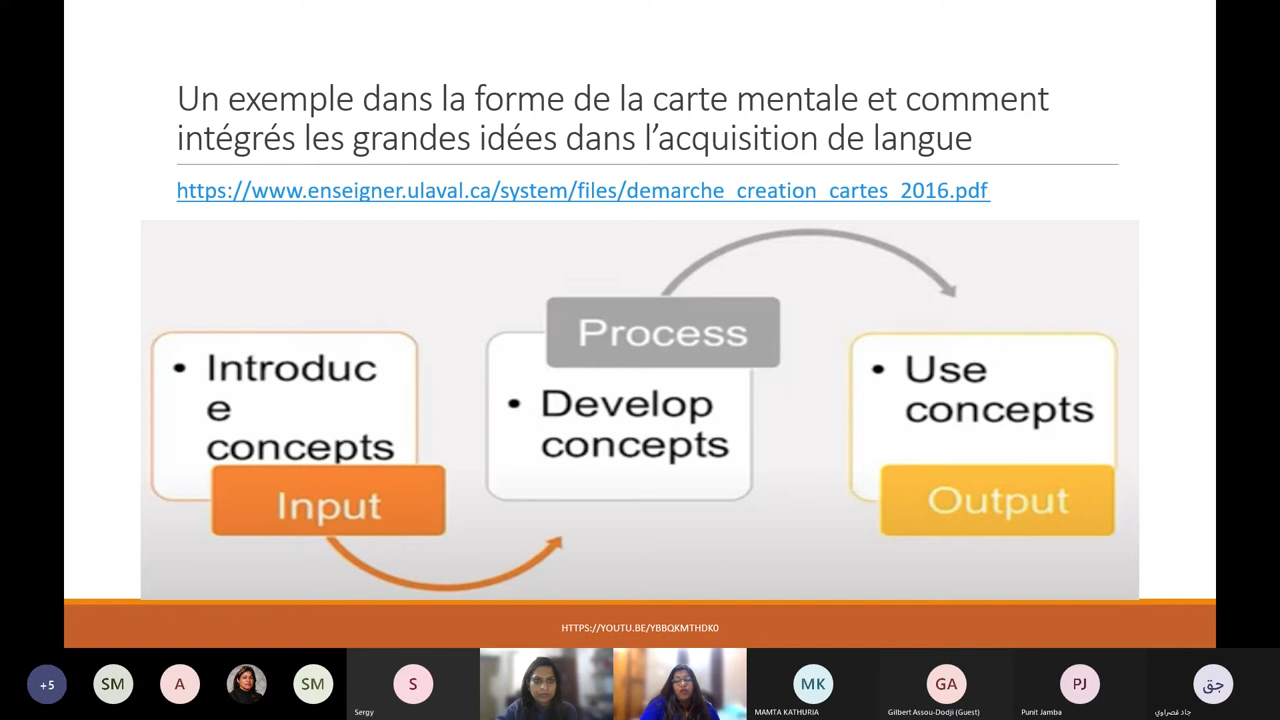 Un exemple dans la forme de la carte mentale et comment
intégrés les grandes idées dans l’acquisition de langue
https://www.enseigner.ulaval.ca/system/files/demarche_creation_cartes_2016.pdf
• Introduc
e
concepts
Input
Process
• Develop
concepts
• Use
concepts
Output
HTTPS://YOUTU.BE/YBBQKMTHDK0
+5
SM
A
SM
S
Sergy
MK
MAMTA KATHURIA
GA
Gilbert Assou-Dodji (Guest)
PJ
Punit Jamba
جق
جاد قصراوي